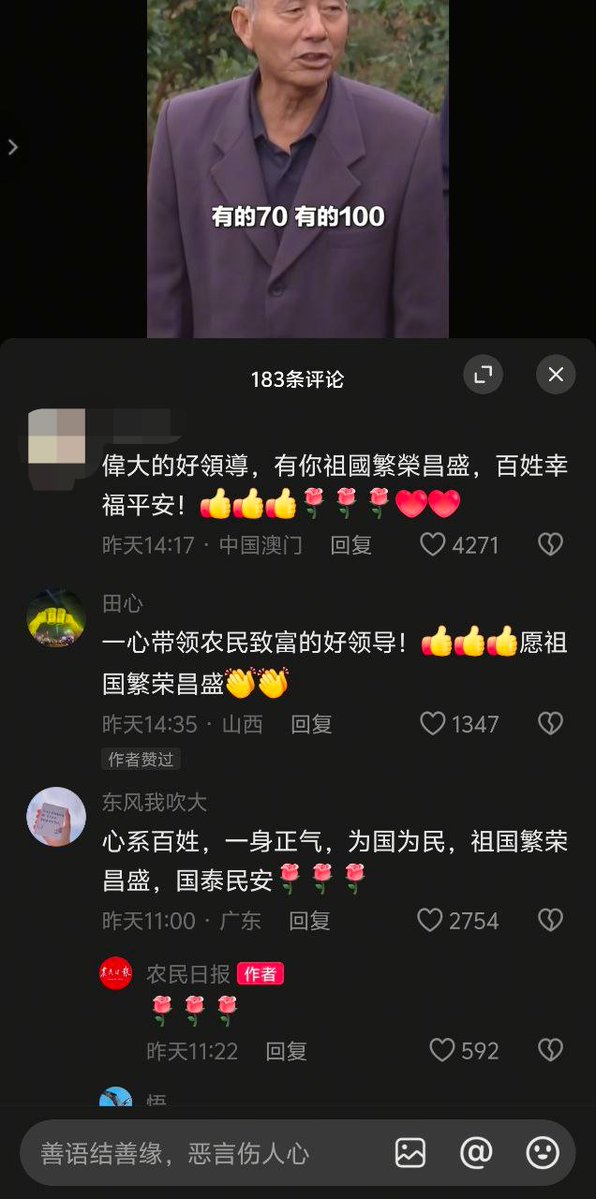 有的70 有的100
183条评论
偉大的好領導，有你祖國繁榮昌盛，百姓幸
福平安！👍👍👍🌹🌹🌹❤️❤️
昨天14:17 · 中国澳门 回复 4271
田心
一心带领农民致富的好领导！👍👍👍愿祖
国繁荣昌盛👏👏
昨天14:35 · 山西 回复 1347
作者赞过
东风我吹大
心系百姓，一身正气，为国为民，祖国繁荣
昌盛，国泰民安🌹🌹🌹
昨天11:00 · 广东 回复 2754
农民日报
农民日报 作者
🌹🌹🌹
昨天11:22 回复 592
悟
善语结善缘，恶言伤人心 @